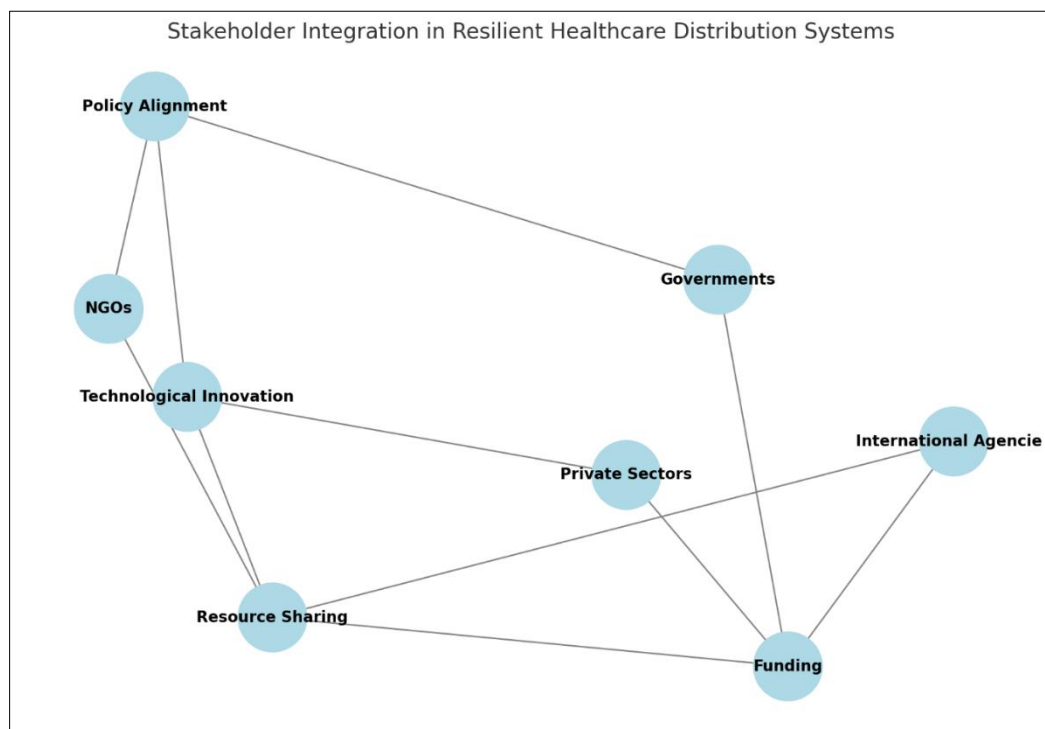 Stakeholder Integration in Resilient Healthcare Distribution Systems
Policy Alignment
Governments
NGOs
Technological Innovation
International Agencie
Private Sectors
Resource Sharing
Funding